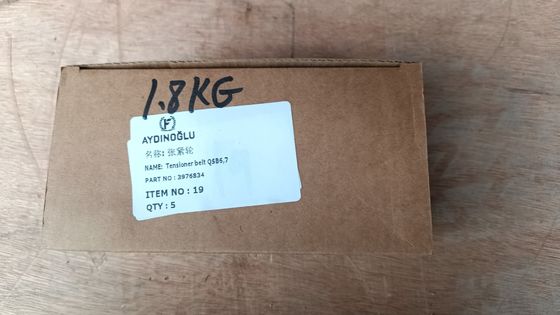 1.8KG
F
AYDINOĞLU
名称: 张紧轮
NAME: Tensioner belt QSB6,7
PART NO : 3976834
ITEM NO : 19
QTY : 5